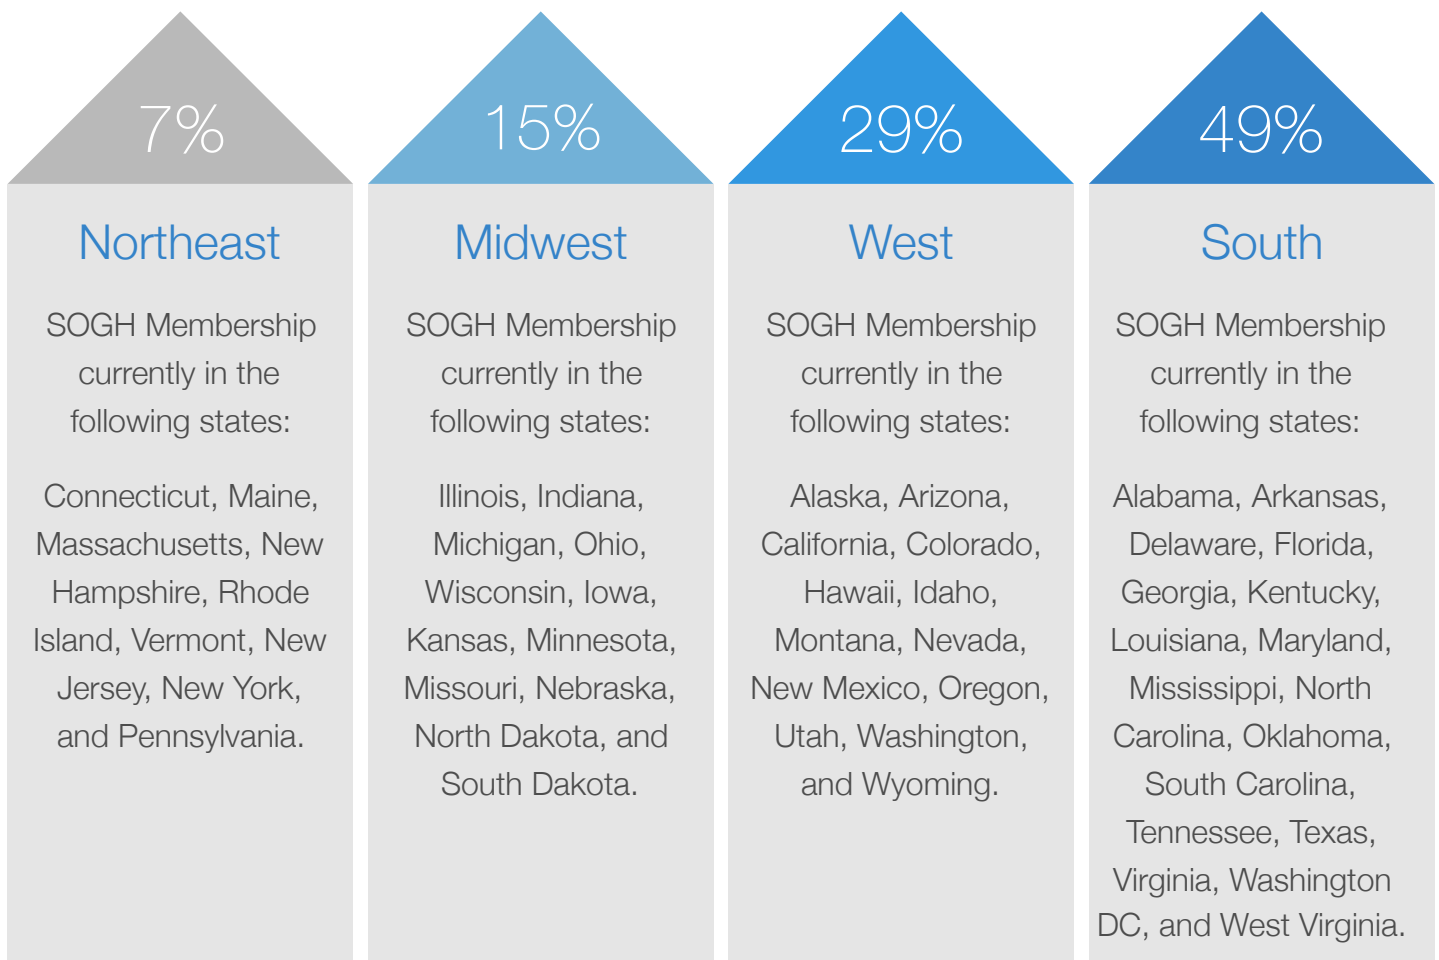 7%
Northeast
SOGH Membership
currently in the
following states:
Connecticut, Maine,
Massachusetts, New
Hampshire, Rhode
Island, Vermont, New
Jersey, New York,
and Pennsylvania.
15%
Midwest
SOGH Membership
currently in the
following states:
Illinois, Indiana,
Michigan, Ohio,
Wisconsin, Iowa,
Kansas, Minnesota,
Missouri, Nebraska,
North Dakota, and
South Dakota.
29%
West
SOGH Membership
currently in the
following states:
Alaska, Arizona,
California, Colorado,
Hawaii, Idaho,
Montana, Nevada,
New Mexico, Oregon,
Utah, Washington,
and Wyoming.
49%
South
SOGH Membership
currently in the
following states:
Alabama, Arkansas,
Delaware, Florida,
Georgia, Kentucky,
Louisiana, Maryland,
Mississippi, North
Carolina, Oklahoma,
South Carolina,
Tennessee, Texas,
Virginia, Washington
DC, and West Virginia.